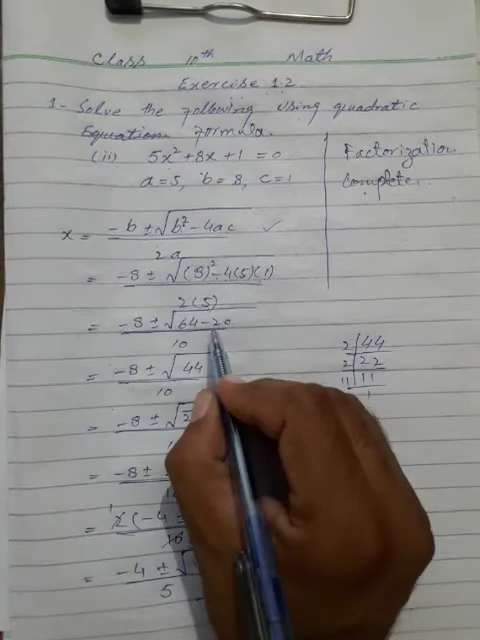 Class 10th Math
Exercise 1.2
1- Solve the following using quadratic
Equation Formula.
(ii) 5x² + 8x + 1 = 0
a = 5, b = 8, c = 1
Factorization
Complete
x = -b ± √b² - 4ac ✓
2a
= -8 ± √(8)² - 4(5)(1)
2(5)
= -8 ± √64 - 20
10
= -8 ± √44
10
= -8 ± √
= -8 ±
= 2(-4 ±
10
= -4 ± √
5
2 | 44
2 | 22
11 | 11
1